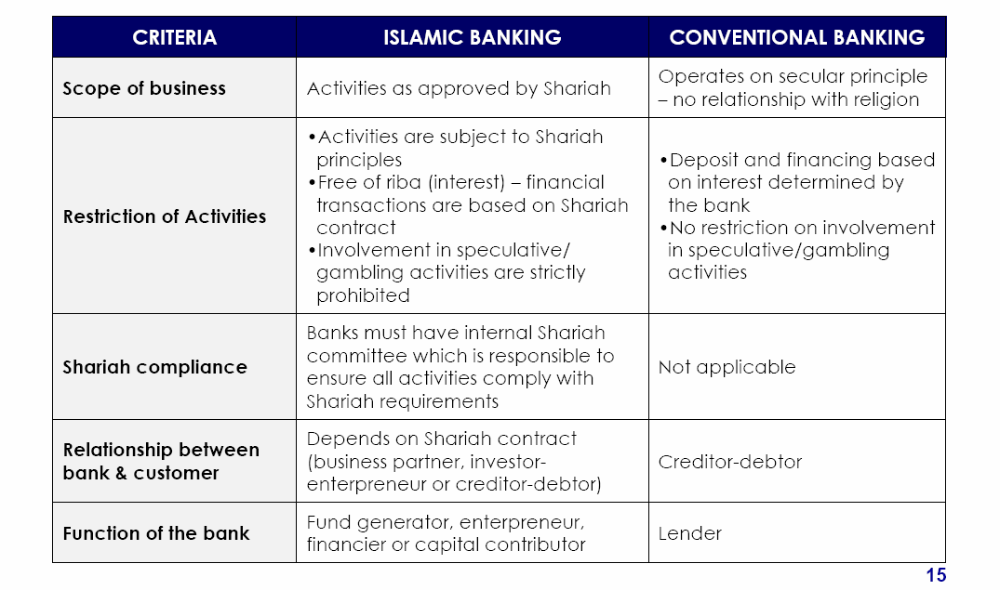 CRITERIA
ISLAMIC BANKING
CONVENTIONAL BANKING
Scope of business
Activities as approved by Shariah
Operates on secular principle
– no relationship with religion
Restriction of Activities
•Activities are subject to Shariah
principles
•Free of riba (interest) – financial
transactions are based on Shariah
contract
•Involvement in speculative/
gambling activities are strictly
prohibited
•Deposit and financing based
on interest determined by
the bank
•No restriction on involvement
in speculative/gambling
activities
Shariah compliance
Banks must have internal Shariah
committee which is responsible to
ensure all activities comply with
Shariah requirements
Not applicable
Relationship between
bank & customer
Depends on Shariah contract
(business partner, investor-
enterpreneur or creditor-debtor)
Creditor-debtor
Function of the bank
Fund generator, enterpreneur,
financier or capital contributor
Lender
15